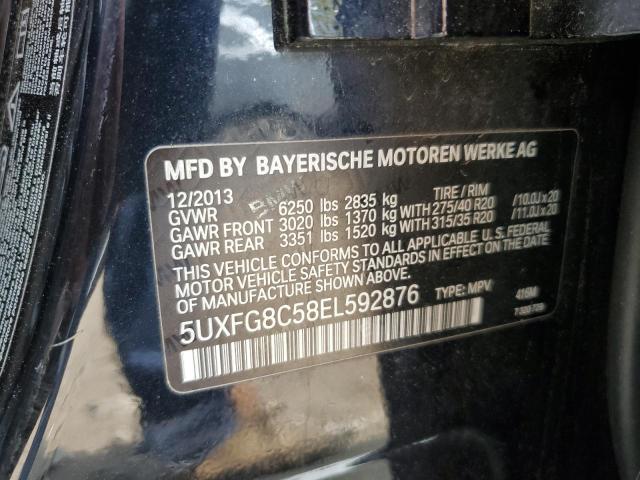 MFD BY BAYERISCHE MOTOREN WERKE AG
12/2013 TIRE / RIM
GVWR 6250 lbs 2835 kg
GAWR FRONT 3020 lbs 1370 kg WITH 275/40 R20 /10.0J x 20
GAWR REAR 3351 lbs 1520 kg WITH 315/35 R20 /11.0J x 20
THIS VEHICLE CONFORMS TO ALL APPLICABLE U.S. FEDERAL
MOTOR VEHICLE SAFETY STANDARDS IN EFFECT ON THE DATE
OF MANUFACTURE SHOWN ABOVE.
5UXFG8C58EL592876 TYPE: MPV 416M